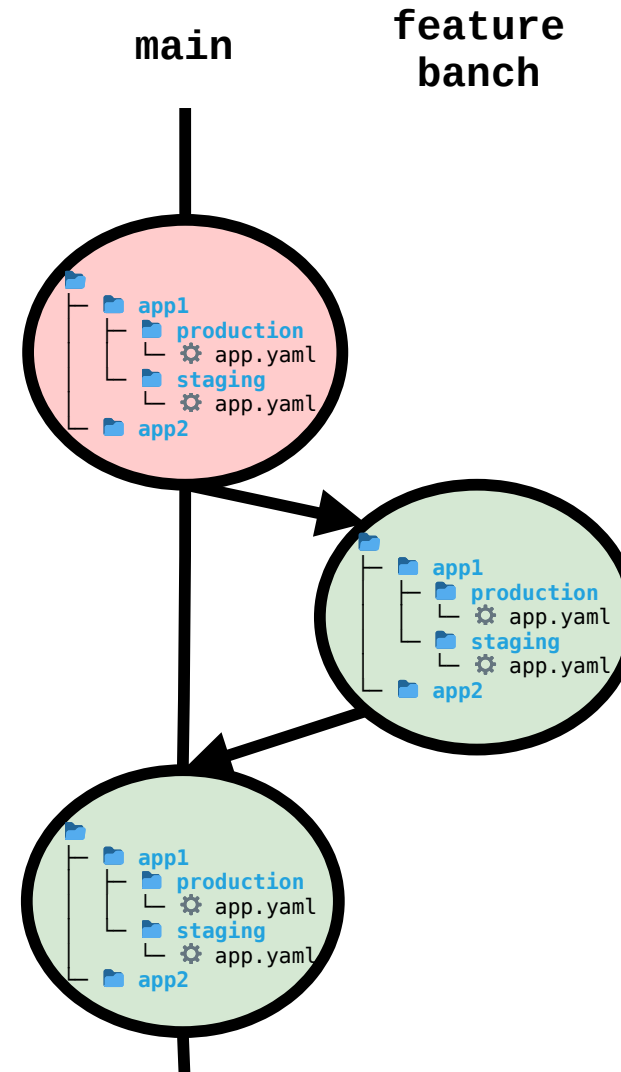 main
feature
banch
app1
production
app.yaml
staging
app.yaml
app2
app1
production
app.yaml
staging
app.yaml
app2
app1
production
app.yaml
staging
app.yaml
app2